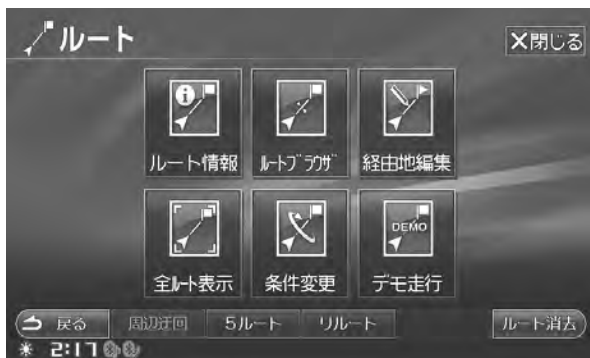 ルート
×閉じる
ルート情報 ルートブラウザ 経由地編集
DEMO
全ルート表示 条件変更 デモ走行
戻る 周辺迂回 5ルート リルート ルート消去
2:17